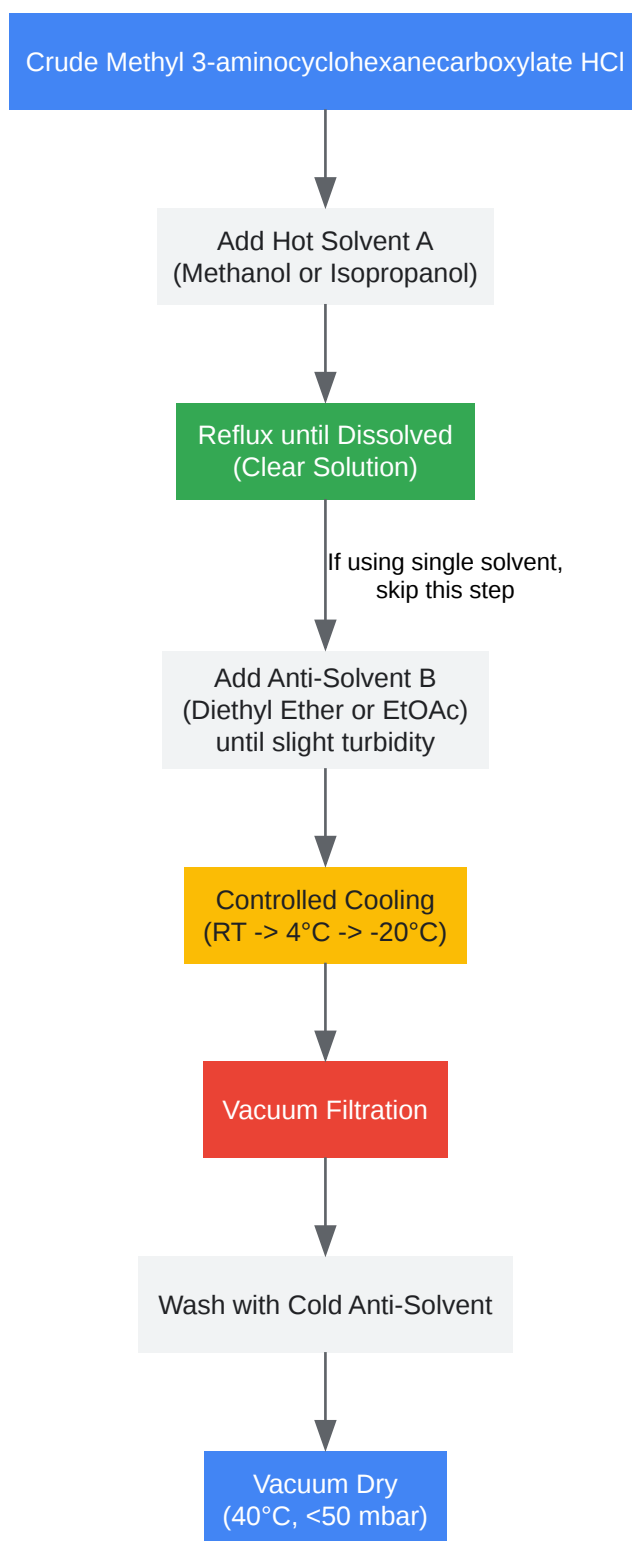 Crude Methyl 3-aminocyclohexanecarboxylate HCl
Add Hot Solvent A
(Methanol or Isopropanol)
Reflux until Dissolved
(Clear Solution)
If using single solvent,
skip this step
Add Anti-Solvent B
(Diethyl Ether or EtOAc)
until slight turbidity
Controlled Cooling
(RT -> 4°C -> -20°C)
Vacuum Filtration
Wash with Cold Anti-Solvent
Vacuum Dry
(40°C, <50 mbar)